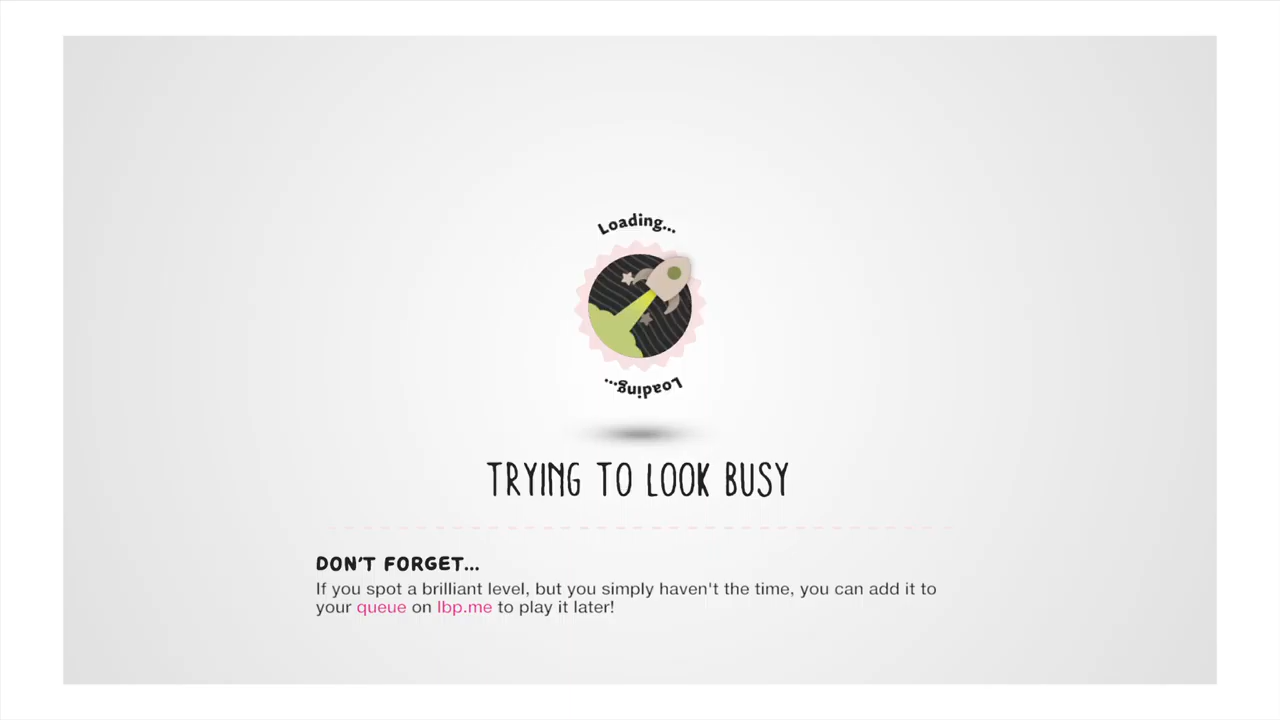 Loading...
Loading...
TRYING TO LOOK BUSY
DON'T FORGET...
If you spot a brilliant level, but you simply haven't the time, you can add it to
your queue on lbp.me to play it later!